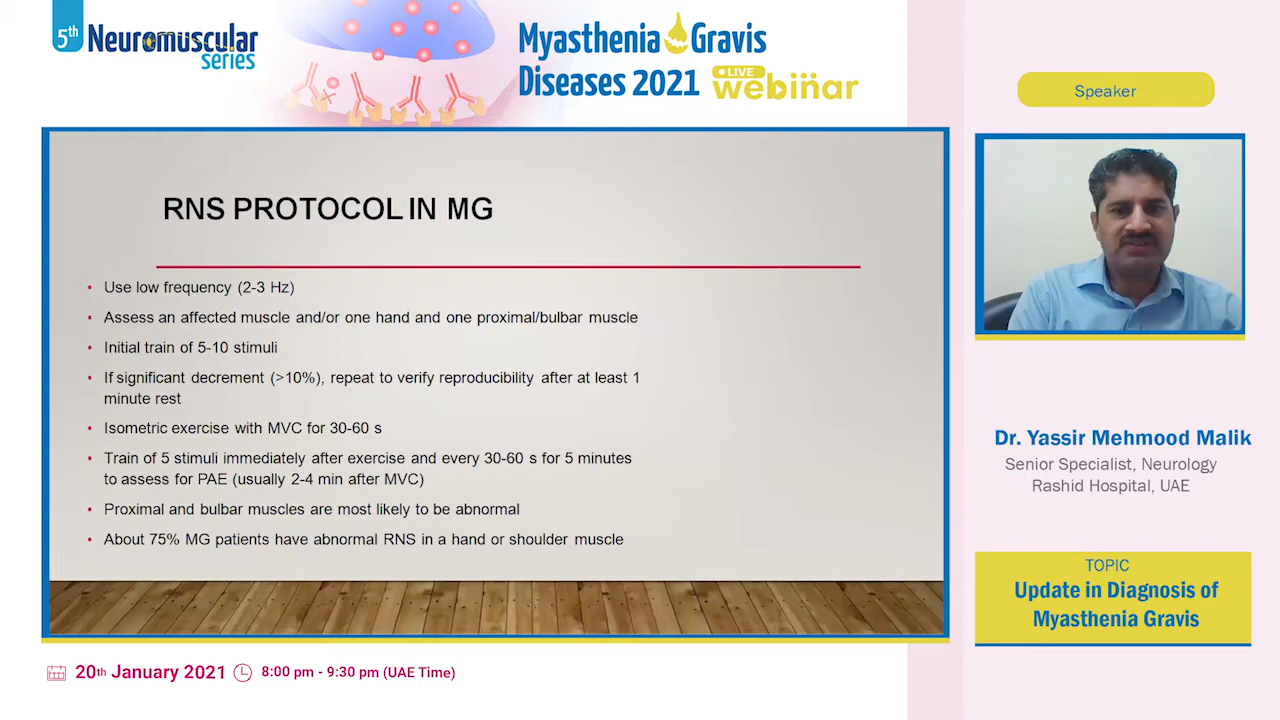 5th Neuromuscular
series
Myasthenia Gravis
Diseases 2021 LIVE webinar
Speaker
RNS PROTOCOL IN MG
• Use low frequency (2-3 Hz)
• Assess an affected muscle and/or one hand and one proximal/bulbar muscle
• Initial train of 5-10 stimuli
• If significant decrement (>10%), repeat to verify reproducibility after at least 1
minute rest
• Isometric exercise with MVC for 30-60 s
• Train of 5 stimuli immediately after exercise and every 30-60 s for 5 minutes
to assess for PAE (usually 2-4 min after MVC)
• Proximal and bulbar muscles are most likely to be abnormal
• About 75% MG patients have abnormal RNS in a hand or shoulder muscle
Dr. Yassir Mehmood Malik
Senior Specialist, Neurology
Rashid Hospital, UAE
TOPIC
Update in Diagnosis of
Myasthenia Gravis
20th January 2021 8:00 pm - 9:30 pm (UAE Time)